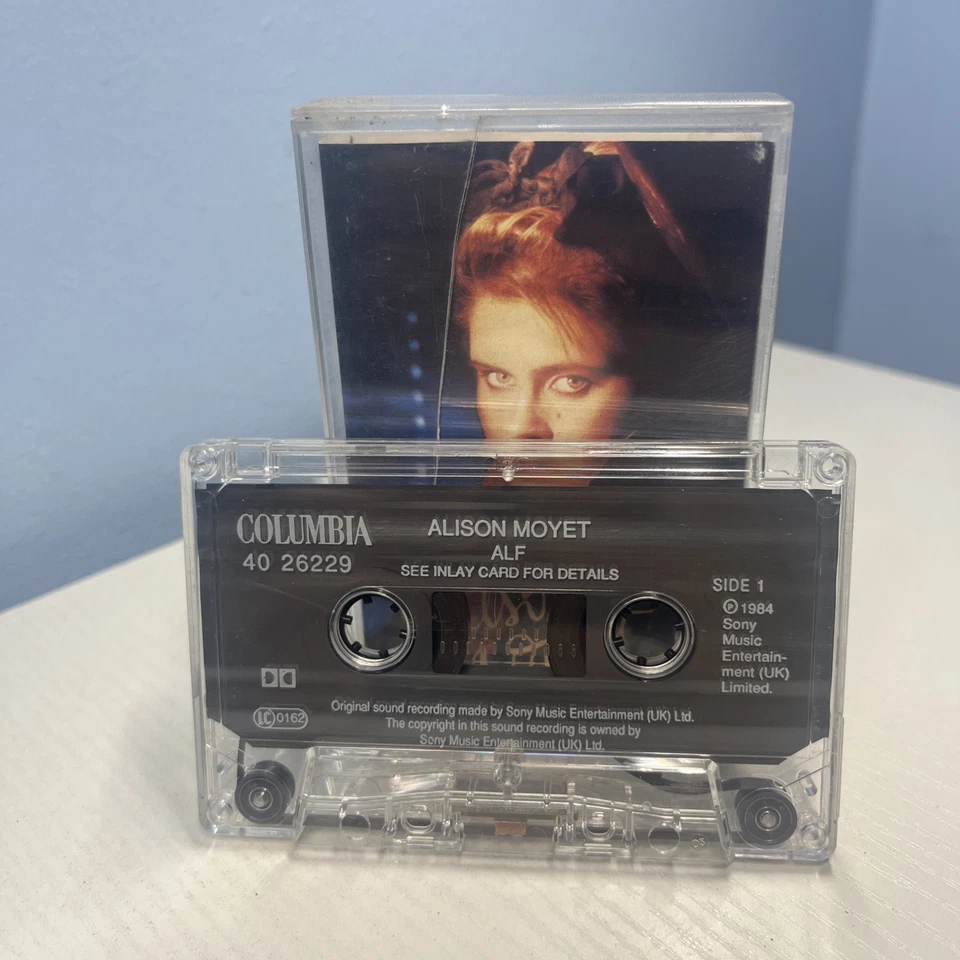 COLUMBIA
40 26229
ALISON MOYET
ALF
SEE INLAY CARD FOR DETAILS
SIDE 1
Ⓟ 1984
Sony
Music
Entertain-
ment (UK)
Limited.
LC 0162
Original sound recording made by Sony Music Entertainment (UK) Ltd.
The copyright in this sound recording is owned by
Sony Music Entertainment (UK) Ltd.